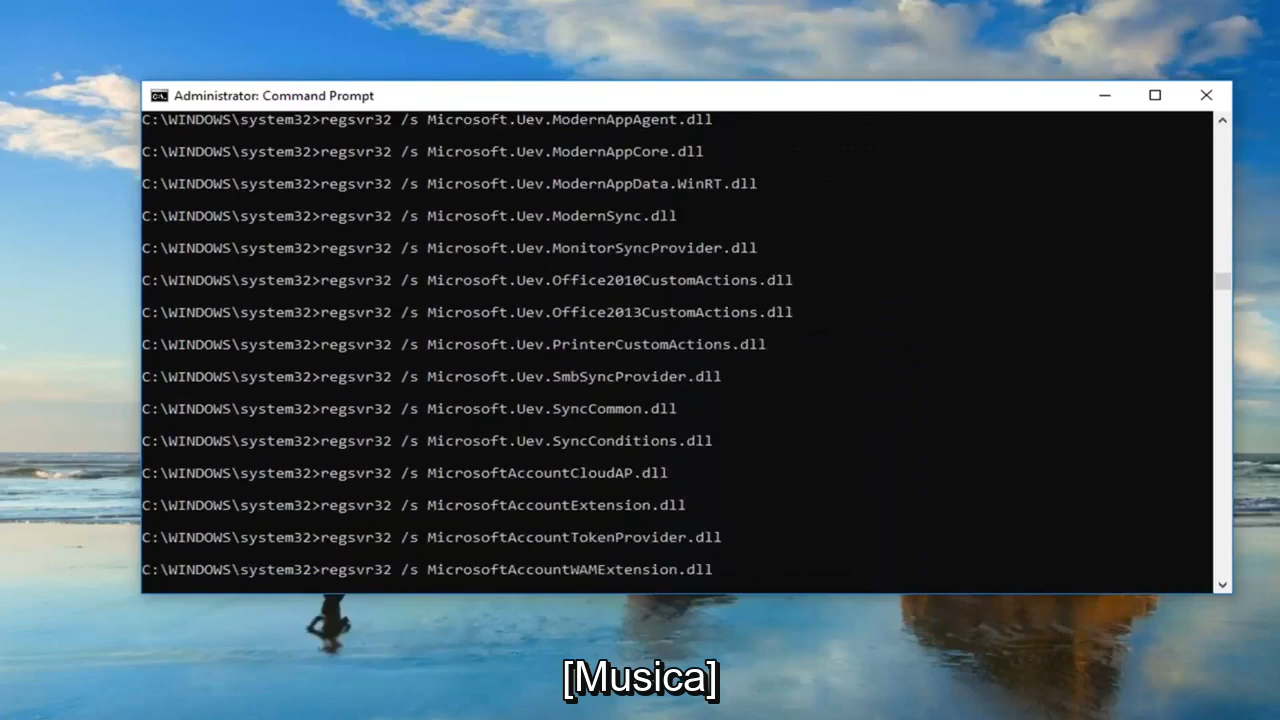 Administrator: Command Prompt
C:\WINDOWS\system32>regsvr32 /s Microsoft.Uev.ModernAppAgent.dll
C:\WINDOWS\system32>regsvr32 /s Microsoft.Uev.ModernAppCore.dll
C:\WINDOWS\system32>regsvr32 /s Microsoft.Uev.ModernAppData.WinRT.dll
C:\WINDOWS\system32>regsvr32 /s Microsoft.Uev.ModernSync.dll
C:\WINDOWS\system32>regsvr32 /s Microsoft.Uev.MonitorSyncProvider.dll
C:\WINDOWS\system32>regsvr32 /s Microsoft.Uev.Office2010CustomActions.dll
C:\WINDOWS\system32>regsvr32 /s Microsoft.Uev.Office2013CustomActions.dll
C:\WINDOWS\system32>regsvr32 /s Microsoft.Uev.PrinterCustomActions.dll
C:\WINDOWS\system32>regsvr32 /s Microsoft.Uev.SmbSyncProvider.dll
C:\WINDOWS\system32>regsvr32 /s Microsoft.Uev.SyncCommon.dll
C:\WINDOWS\system32>regsvr32 /s Microsoft.Uev.SyncConditions.dll
C:\WINDOWS\system32>regsvr32 /s MicrosoftAccountCloudAP.dll
C:\WINDOWS\system32>regsvr32 /s MicrosoftAccountExtension.dll
C:\WINDOWS\system32>regsvr32 /s MicrosoftAccountTokenProvider.dll
C:\WINDOWS\system32>regsvr32 /s MicrosoftAccountWAMExtension.dll
[Musica]